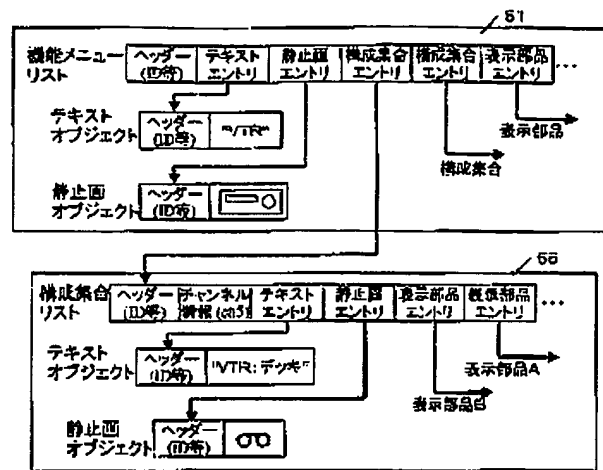 51
機能メニュー
リスト
ヘッダー
(ID等)
テキスト
エントリ
静止画
エントリ
構成集合
エントリ
構成集合
エントリ
表示部品
エントリ
…
テキスト
オブジェクト
ヘッダー
(ID等)
表示部品
構成集合
静止画
オブジェクト
ヘッダー
(ID等)
構成集合
リスト
ヘッダー
(ID等)
チャンネル
情報
テキスト
エントリ
静止画
エントリ
表示部品
エントリ
表示部品
エントリ
…
テキスト
オブジェクト
ヘッダー
(ID等)
"VTR:デッキ"
表示部品A
表示部品B
静止画
オブジェクト
ヘッダー
(ID等)